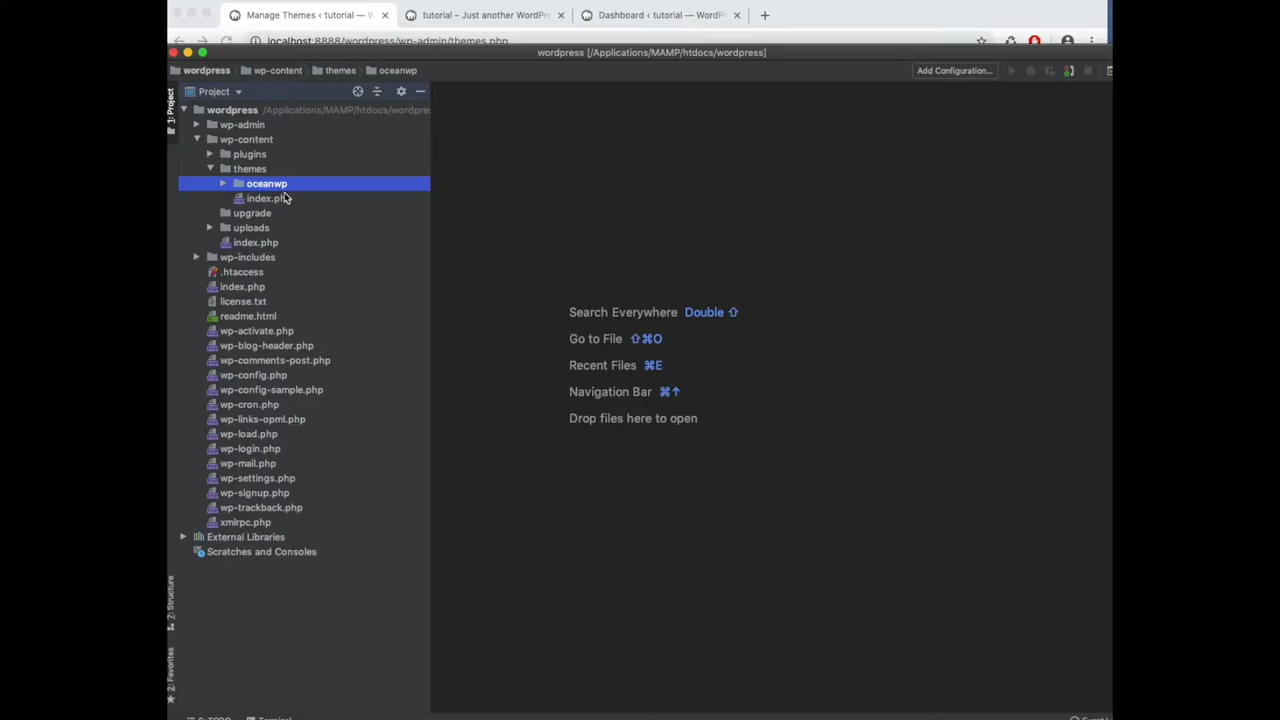 Manage Themes ‹ tutorial — W
tutorial – Just another WordPr
Dashboard ‹ tutorial — WordP
localhost:8888/wordpress/wp-admin/themes.php
wordpress [/Applications/MAMP/htdocs/wordpress]
wordpress
wp-content
themes
oceanwp
Add Configuration...
1: Project
Project
wordpress /Applications/MAMP/htdocs/wordpre
wp-admin
wp-content
plugins
themes
oceanwp
index.ph
upgrade
uploads
index.php
wp-includes
.htaccess
index.php
license.txt
readme.html
wp-activate.php
wp-blog-header.php
wp-comments-post.php
wp-config.php
wp-config-sample.php
wp-cron.php
wp-links-opml.php
wp-load.php
wp-login.php
wp-mail.php
wp-settings.php
wp-signup.php
wp-trackback.php
xmlrpc.php
External Libraries
Scratches and Consoles
Search Everywhere Double ⇧
Go to File ⇧⌘O
Recent Files ⌘E
Navigation Bar ⌘↑
Drop files here to open
7: Structure
2: Favorites